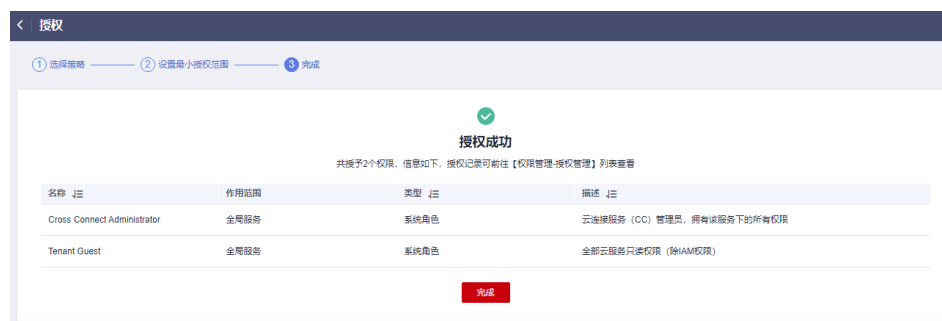 授权
1 选择策略 2 设置最小授权范围 3 完成
授权成功
共授予2个权限，信息如下，授权记录可前往【权限管理-授权管理】列表查看
名称 作用范围 类型 描述
Cross Connect Administrator 全局服务 系统角色 云连接服务（CC）管理员，拥有该服务下的所有权限
Tenant Guest 全局服务 系统角色 全部云服务只读权限（除IAM权限）
完成